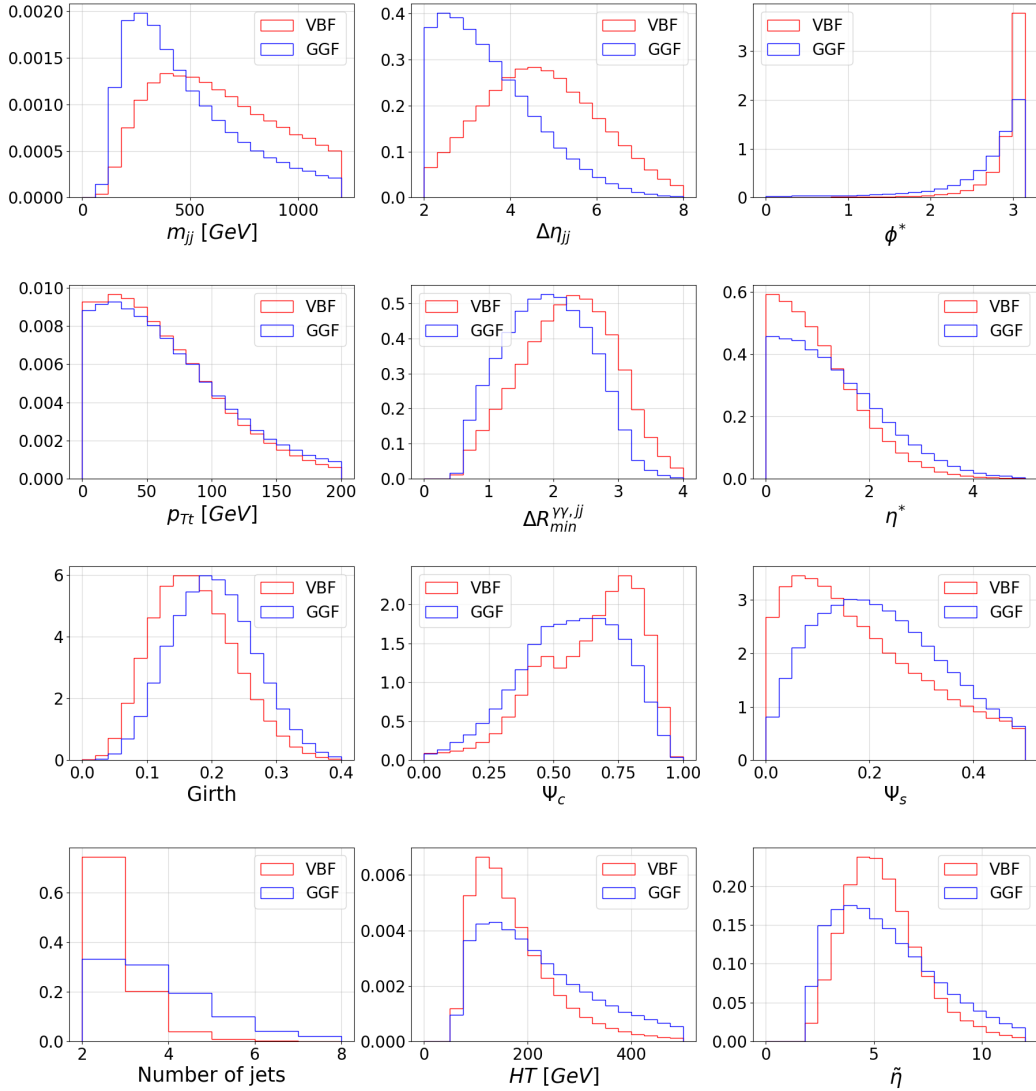 0.0020
0.0015
0.0010
0.0005
0.0000
VBF
GGF
0 500 1000
m_jj [GeV]
0.4
0.3
0.2
0.1
0.0
VBF
GGF
2 4 6 8
Δη_jj
3
2
1
0
VBF
GGF
0 1 2 3
ϕ*
0.010
0.008
0.006
0.004
0.002
0.000
VBF
GGF
0 50 100 150 200
p_Tt [GeV]
0.5
0.4
0.3
0.2
0.1
0.0
VBF
GGF
0 1 2 3 4
ΔR_min^γγ,jj
0.6
0.4
0.2
0.0
VBF
GGF
0 2 4
η*
6
4
2
0
VBF
GGF
0.0 0.1 0.2 0.3 0.4
Girth
2.0
1.5
1.0
0.5
0.0
VBF
GGF
0.00 0.25 0.50 0.75 1.00
Ψ_c
3
2
1
0
VBF
GGF
0.0 0.2 0.4
Ψ_s
0.6
0.4
0.2
0.0
VBF
GGF
2 4 6 8
Number of jets
0.006
0.004
0.002
0.000
VBF
GGF
0 200 400
HT [GeV]
0.20
0.15
0.10
0.05
0.00
VBF
GGF
0 5 10
η̃